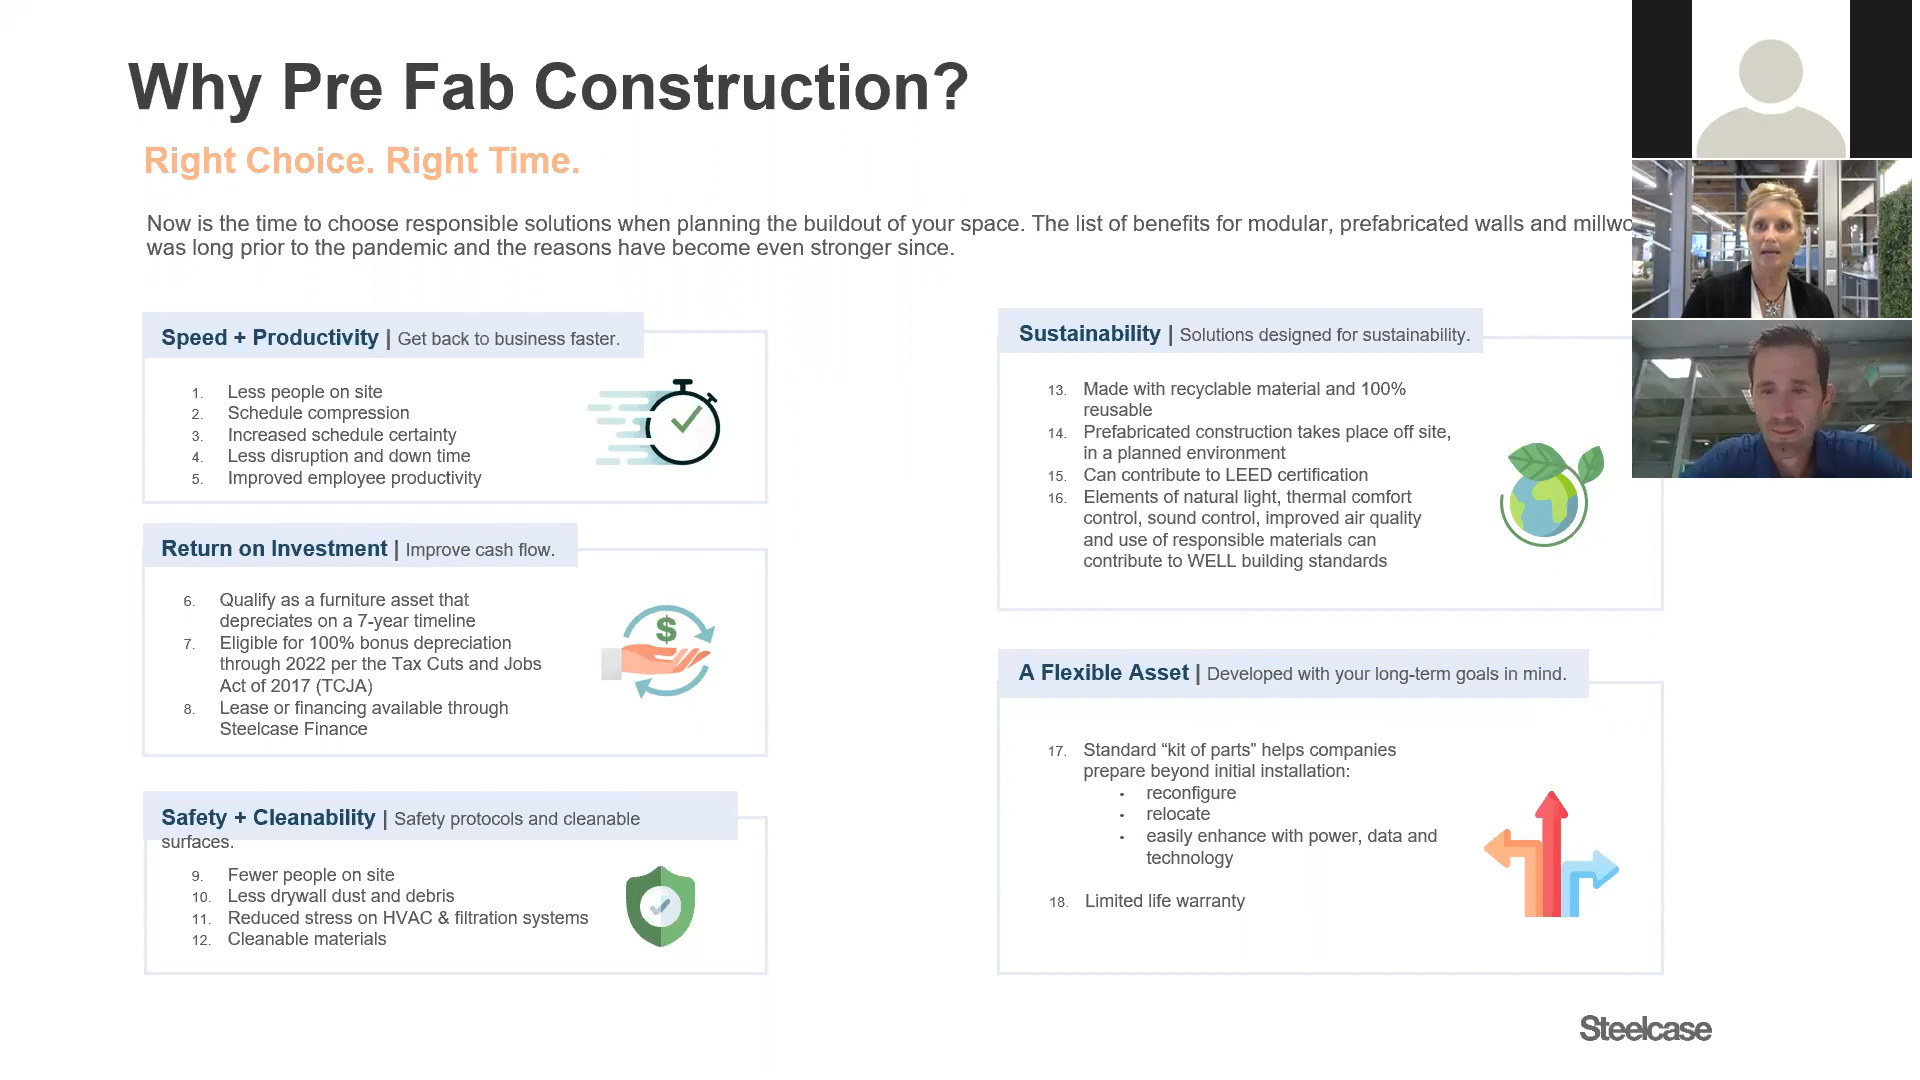 Why Pre Fab Construction?
Right Choice. Right Time.
Now is the time to choose responsible solutions when planning the buildout of your space. The list of benefits for modular, prefabricated walls and
was long prior to the pandemic and the reasons have become even stronger since.
Speed + Productivity | Get back to business faster.
1. Less people on site
2. Schedule compression
3. Increased schedule certainty
4. Less disruption and down time
5. Improved employee productivity
Return on Investment | Improve cash flow.
6. Qualify as a furniture asset that
depreciates on a 7-year timeline
7. Eligible for 100% bonus depreciation
through 2022 per the Tax Cuts and Jobs
Act of 2017 (TCJA)
8. Lease or financing available through
Steelcase Finance
$
Safety + Cleanability | Safety protocols and cleanable
surfaces.
9. Fewer people on site
10. Less drywall dust and debris
11. Reduced stress on HVAC & filtration systems
12. Cleanable materials
Sustainability | Solutions designed for sustainability.
13. Made with recyclable material and 100%
reusable
14. Prefabricated construction takes place off site,
in a planned environment
15. Can contribute to LEED certification
16. Elements of natural light, thermal comfort
control, sound control, improved air quality
and use of responsible materials can
contribute to WELL building standards
A Flexible Asset | Developed with your long-term goals in mind.
17. Standard “kit of parts” helps companies
prepare beyond initial installation:
• reconfigure
• relocate
• easily enhance with power, data and
technology
18. Limited life warranty
Steelcase